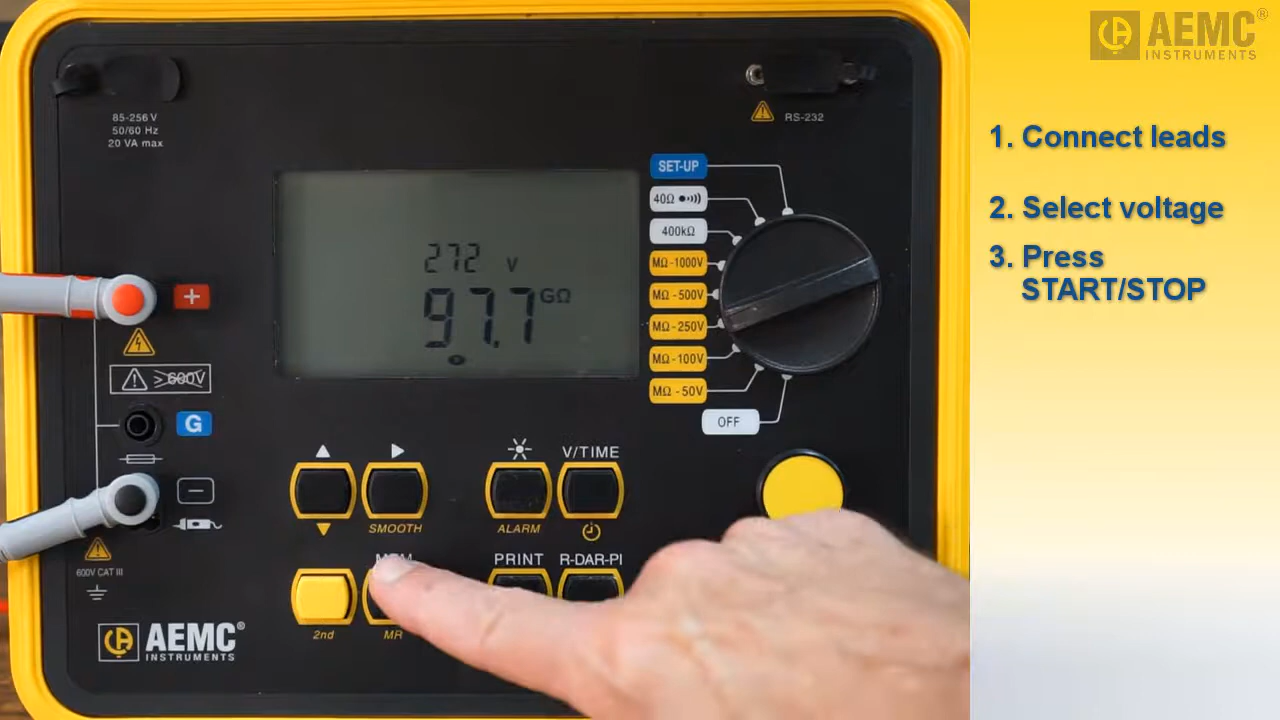 AEMC®
INSTRUMENTS
1. Connect leads
2. Select voltage
3. Press
START/STOP
85-256 V
50/60 Hz
20 VA max
RS-232
SET-UP
40Ω
400kΩ
MΩ-1000V
MΩ-500V
MΩ-250V
MΩ-100V
MΩ-50V
OFF
272 V
97.7 GΩ
+
>600V
G
−
600V CAT III
V/TIME
SMOOTH
ALARM
MEM
PRINT
R-DAR-PI
2nd
MR
AEMC®
INSTRUMENTS